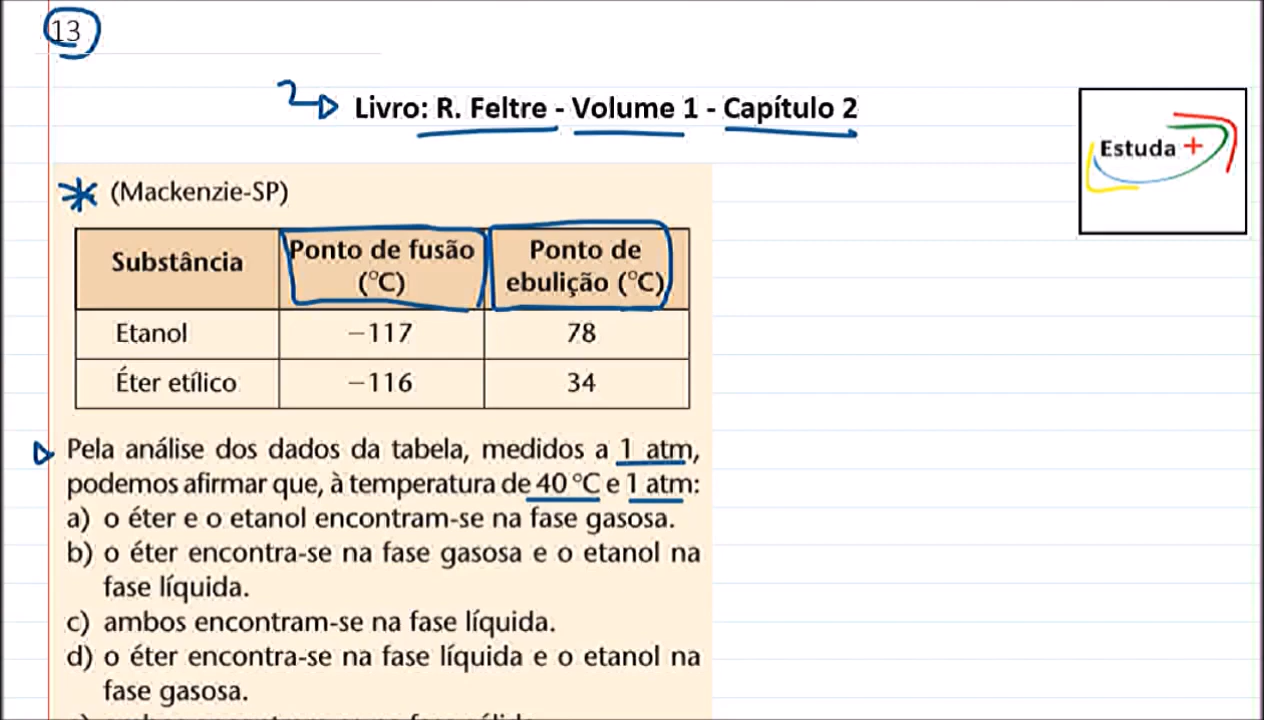 13
Livro: R. Feltre - Volume 1 - Capítulo 2
Estuda +
(Mackenzie-SP)
Substância Ponto de fusão (°C) Ponto de ebulição (°C)
Etanol −117 78
Éter etílico −116 34
Pela análise dos dados da tabela, medidos a 1 atm,
podemos afirmar que, à temperatura de 40 °C e 1 atm:
a) o éter e o etanol encontram-se na fase gasosa.
b) o éter encontra-se na fase gasosa e o etanol na
fase líquida.
c) ambos encontram-se na fase líquida.
d) o éter encontra-se na fase líquida e o etanol na
fase gasosa.